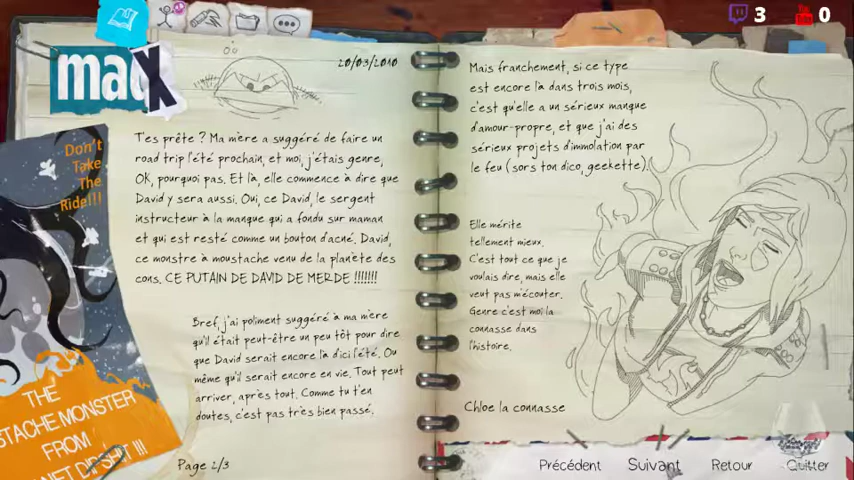 3
0
max
20/03/2010
Don't
Take
The
Ride!!!
T'es prête ? Ma mère a suggéré de faire un
road trip l'été prochain, et moi, j'étais genre,
OK, pourquoi pas. Et là, elle commence à dire que
David y sera aussi. Oui, ce David, le sergent
instructeur à la manque qui a fondu sur maman
et qui est resté comme un bouton d'acné. David,
ce monstre à moustache venu de la planète des
cons. CE PUTAIN DE DAVID DE MERDE !!!!!!!
Bref, j'ai poliment suggéré à ma mère
qu'il était peut-être un peu tôt pour dire
que David serait encore là d'ici l'été. Ou
même qu'il serait encore en vie. Tout peut
arriver, après tout. Comme tu t'en
doutes, c'est pas très bien passé.
THE
STACHE MONSTER
FROM
NET DIPSHIT !!!
Page 2/3
Mais franchement, si ce type
est encore là dans trois mois,
c'est qu'elle a un sérieux manque
d'amour-propre, et que j'ai des
sérieux projets d'immolation par
le feu (sors ton dico, geekette).
Elle mérite
tellement mieux.
C'est tout ce que je
voulais dire, mais elle
veut pas m'écouter.
Genre c'est moi la
connasse dans
l'histoire.
Chloe la connasse
Précédent Suivant Retour Quitter